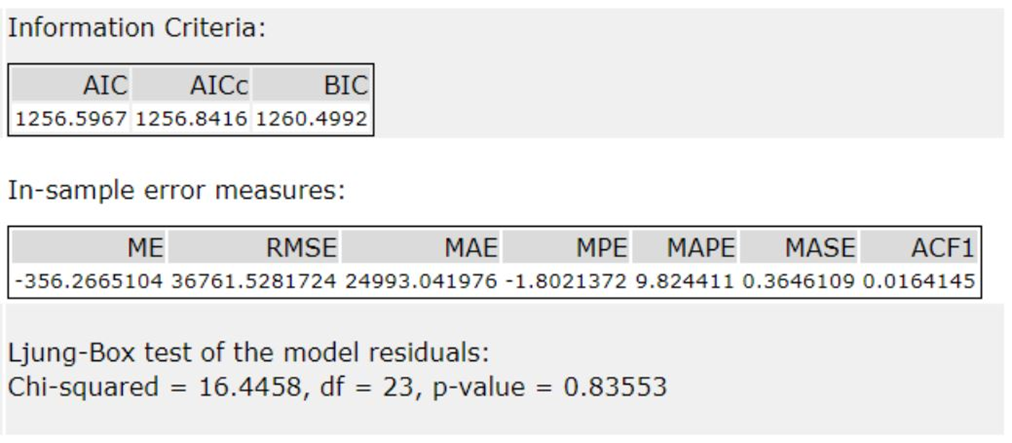 Information Criteria:
AIC AICc BIC
1256.5967 1256.8416 1260.4992
In-sample error measures:
ME RMSE MAE MPE MAPE MASE ACF1
-356.2665104 36761.5281724 24993.041976 -1.8021372 9.824411 0.3646109 0.0164145
Ljung-Box test of the model residuals:
Chi-squared = 16.4458, df = 23, p-value = 0.83553